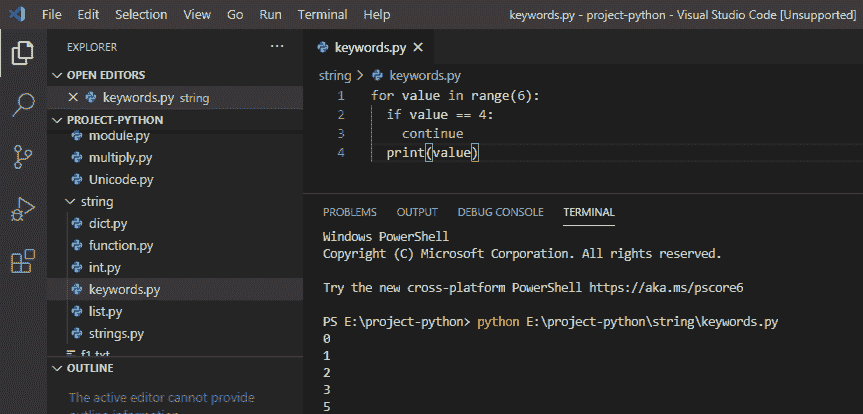 File Edit Selection View Go Run Terminal Help keywords.py - project-python - Visual Studio Code [Unsupported]
EXPLORER ...
OPEN EDITORS
keywords.py string
PROJECT-PYTHON
module.py
multiply.py
Unicode.py
string
dict.py
function.py
int.py
keywords.py
list.py
strings.py
f1.txt
OUTLINE
The active editor cannot provide
outline information.
keywords.py
string > keywords.py
1 for value in range(6):
2 if value == 4:
3 continue
4 print(value)
PROBLEMS OUTPUT DEBUG CONSOLE TERMINAL
Windows PowerShell
Copyright (C) Microsoft Corporation. All rights reserved.
Try the new cross-platform PowerShell https://aka.ms/pscore6
PS E:\project-python> python E:\project-python\string\keywords.py
0
1
2
3
5